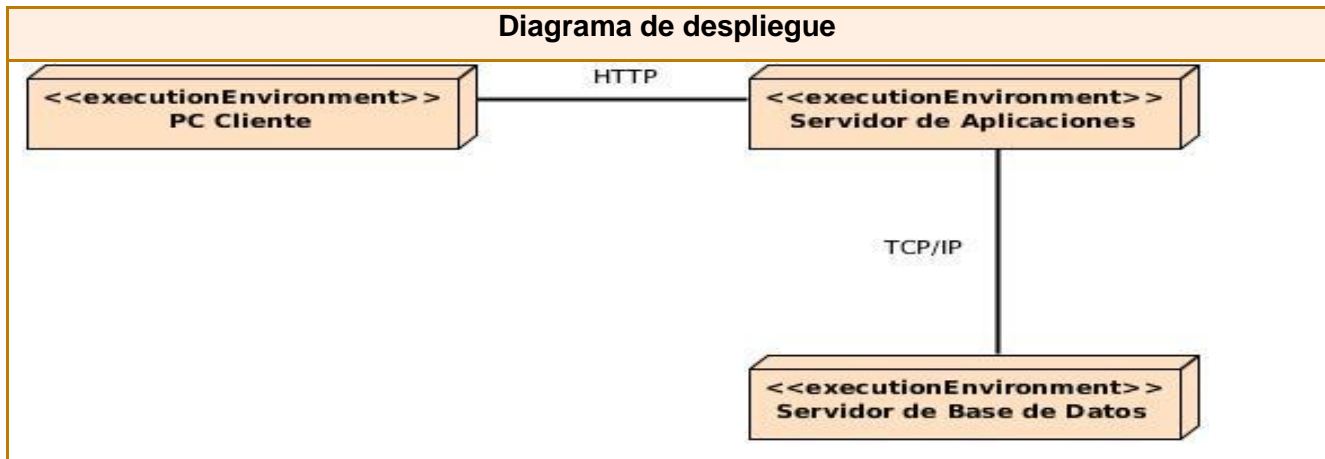 Diagrama de despliegue
<<executionEnvironment>>
PC Cliente
HTTP
<<executionEnvironment>>
Servidor de Aplicaciones
TCP/IP
<<executionEnvironment>>
Servidor de Base de Datos